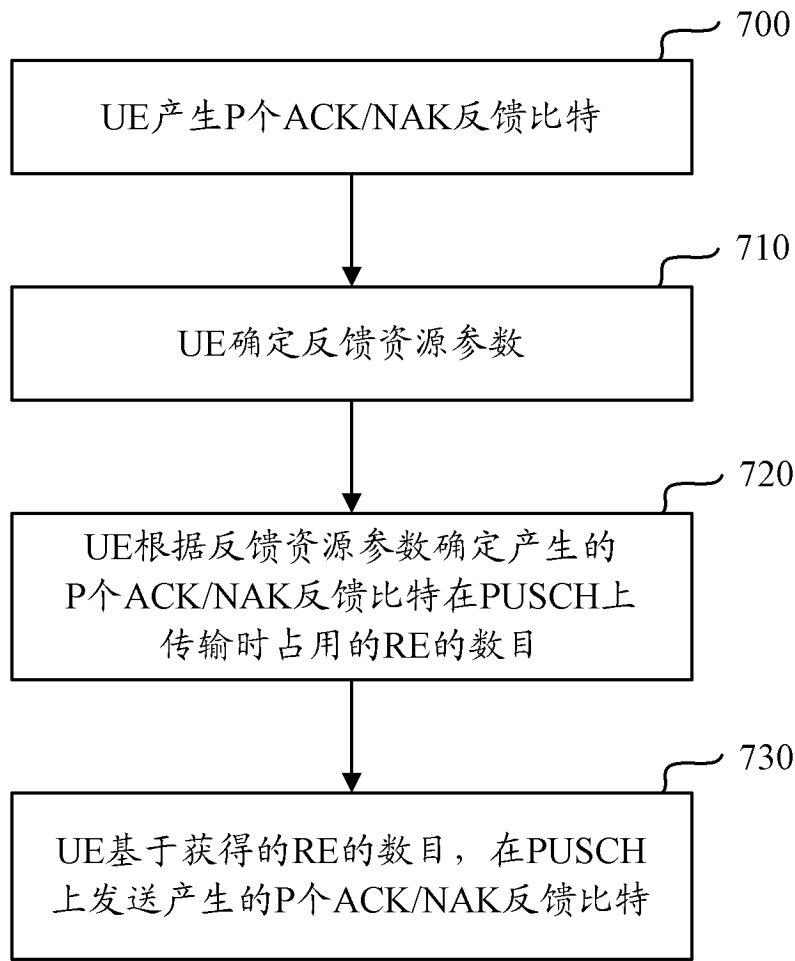 700
UE产生P个ACK/NAK反馈比特
710
UE确定反馈资源参数
720
UE根据反馈资源参数确定产生的
P个ACK/NAK反馈比特在PUSCH上
传输时占用的RE的数目
730
UE基于获得的RE的数目，在PUSCH
上发送产生的P个ACK/NAK反馈比特